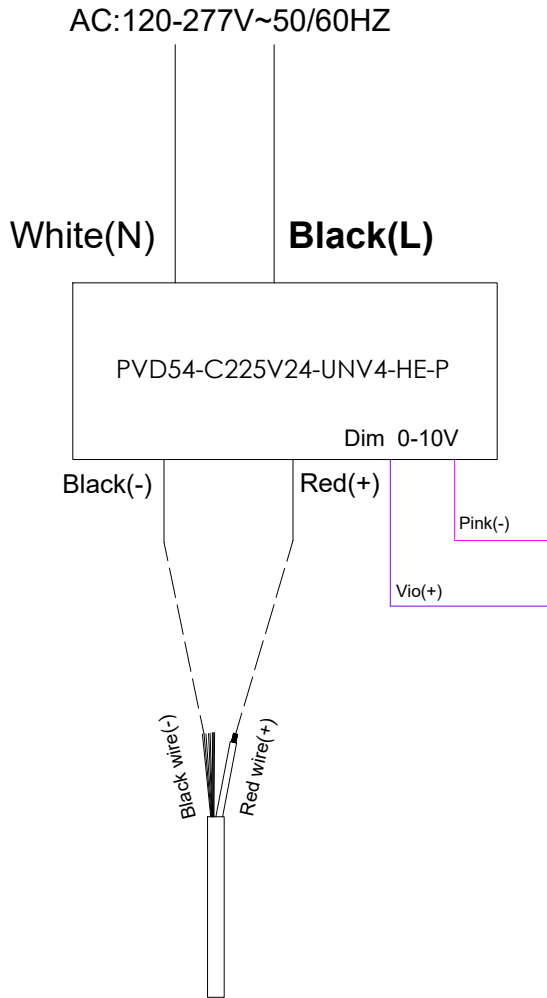 AC:120-277V~50/60HZ
White(N)
Black(L)
PVD54-C225V24-UNV4-HE-P
Dim 0-10V
Black(-)
Red(+)
Pink(-)
Vio(+)
Black wire(-)
Red wire(+)